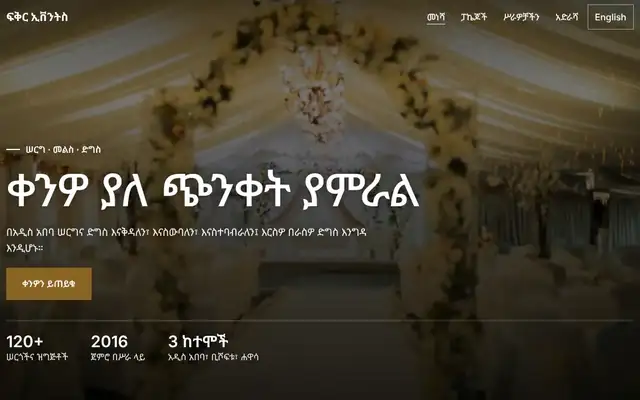 ፍቅር ኢቨንትስ
መነሻ
ፓኬጆች
ሥራዎቻችን
አድራሻ
English
ሠርግ · መልስ · ድግስ
ቀንዎ ያለ ጭንቀት ያምራል
በአዲስ አበባ ሠርግና ድግስ እናቅዳለን፣ እናስውባለን፣ እናስተባብራለን፤ እርስዎ በራስዎ ድግስ እንግዳ
እንዲሆኑ።
ቀንዎን ይጠይቁ
120+
ሠርጎችና ዝግጅቶች
2016
ጀምሮ በሥራ ላይ
3 ከተሞች
አዲስ አበባ፣ ቢሾፍቱ፣ ሐዋሳ